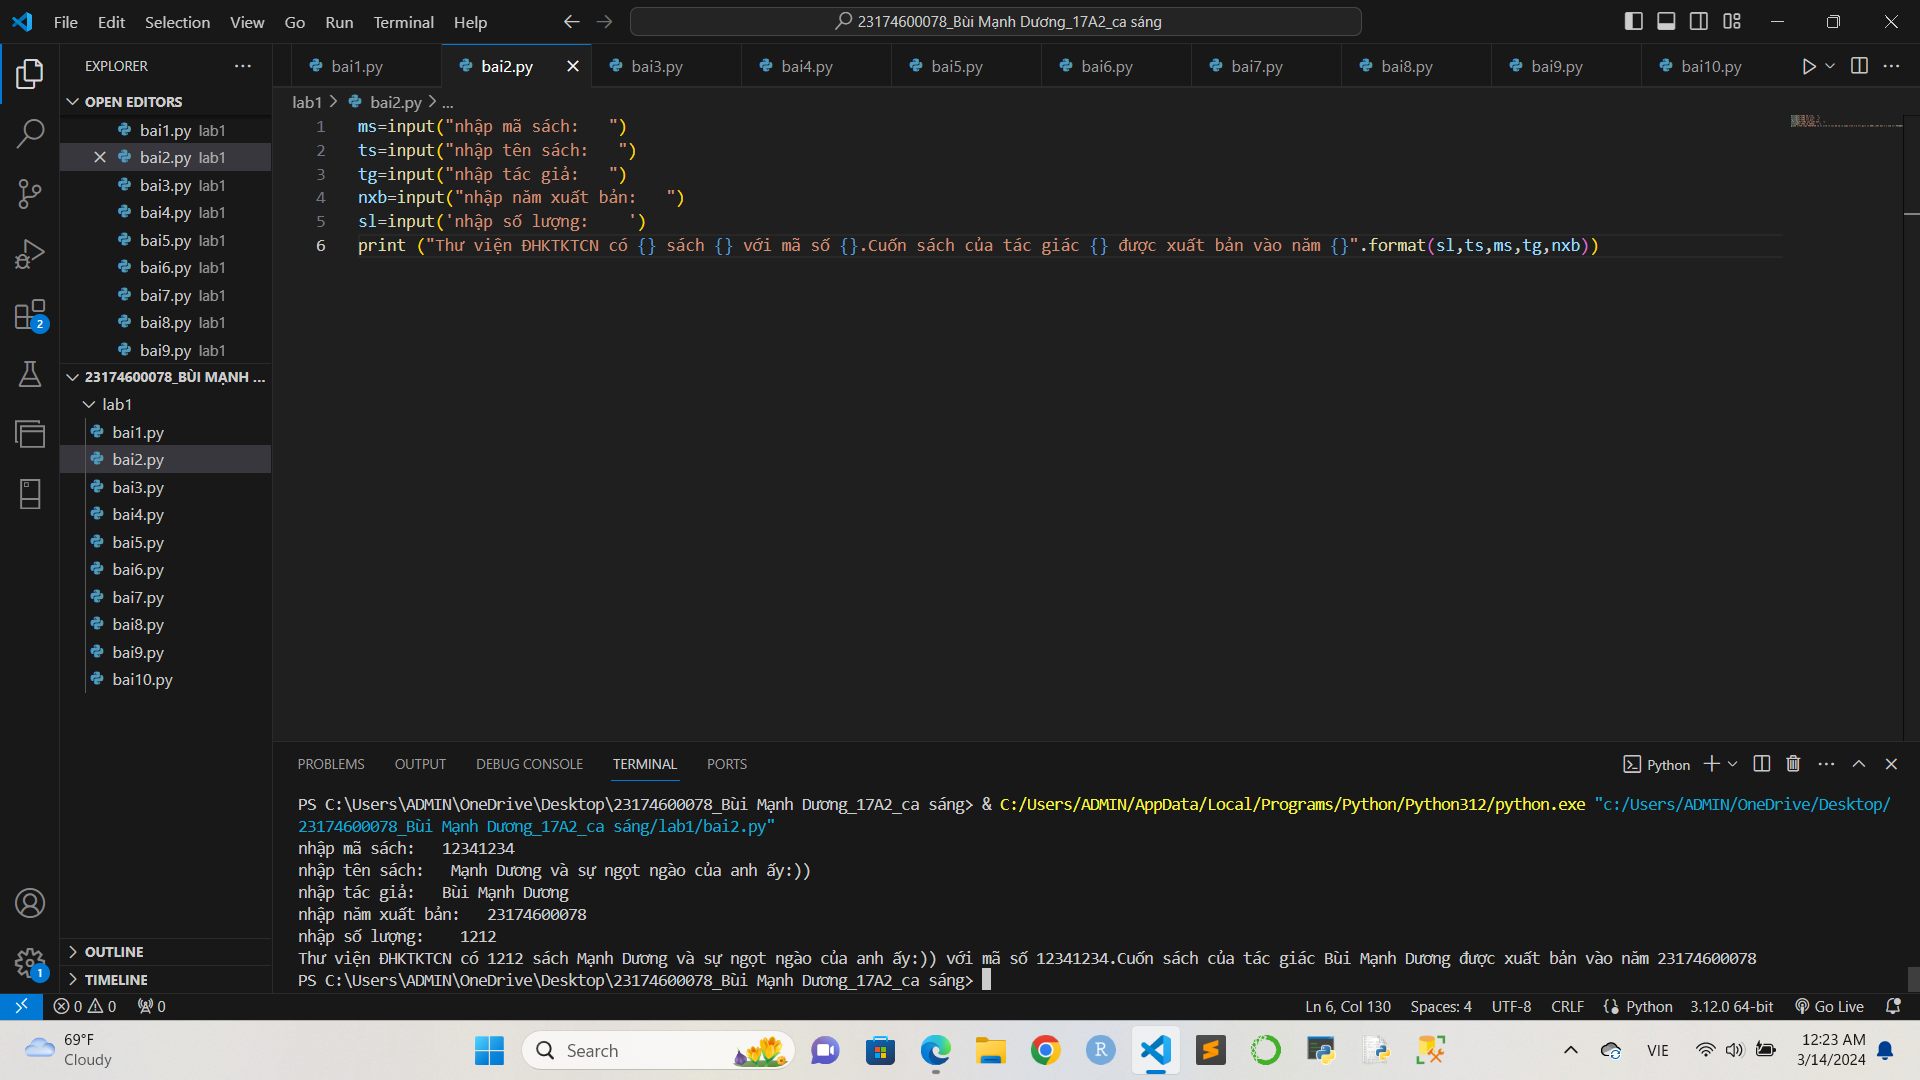 File Edit Selection View Go Run Terminal Help
23174600078_Bùi Mạnh Dương_17A2_ca sáng
EXPLORER
bai1.py bai2.py bai3.py bai4.py bai5.py bai6.py bai7.py bai8.py bai9.py bai10.py
OPEN EDITORS
bai1.py lab1
bai2.py lab1
bai3.py lab1
bai4.py lab1
bai5.py lab1
bai6.py lab1
bai7.py lab1
bai8.py lab1
bai9.py lab1
23174600078_BÙI MẠNH ...
lab1
bai1.py
bai2.py
bai3.py
bai4.py
bai5.py
bai6.py
bai7.py
bai8.py
bai9.py
bai10.py
OUTLINE
TIMELINE
lab1 > bai2.py > ...
1 ms=input("nhập mã sách:   ")
2 ts=input("nhập tên sách:   ")
3 tg=input("nhập tác giả:   ")
4 nxb=input("nhập năm xuất bản:   ")
5 sl=input('nhập số lượng:    ')
6 print ("Thư viện ĐHKTKTCN có {} sách {} với mã số {}.Cuốn sách của tác giác {} được xuất bản vào năm {}".format(sl,ts,ms,tg,nxb))
PROBLEMS OUTPUT DEBUG CONSOLE TERMINAL PORTS
Python
PS C:\Users\ADMIN\OneDrive\Desktop\23174600078_Bùi Mạnh Dương_17A2_ca sáng> & C:/Users/ADMIN/AppData/Local/Programs/Python/Python312/python.exe "c:/Users/ADMIN/OneDrive/Desktop/
23174600078_Bùi Mạnh Dương_17A2_ca sáng/lab1/bai2.py"
nhập mã sách:   12341234
nhập tên sách:   Mạnh Dương và sự ngọt ngào của anh ấy:))
nhập tác giả:   Bùi Mạnh Dương
nhập năm xuất bản:   23174600078
nhập số lượng:    1212
Thư viện ĐHKTKTCN có 1212 sách Mạnh Dương và sự ngọt ngào của anh ấy:)) với mã số 12341234.Cuốn sách của tác giác Bùi Mạnh Dương được xuất bản vào năm 23174600078
PS C:\Users\ADMIN\OneDrive\Desktop\23174600078_Bùi Mạnh Dương_17A2_ca sáng>
2
1
0 0 0
Ln 6, Col 130 Spaces: 4 UTF-8 CRLF Python 3.12.0 64-bit Go Live
69°F
Cloudy
Search
R
VIE
12:23 AM
3/14/2024